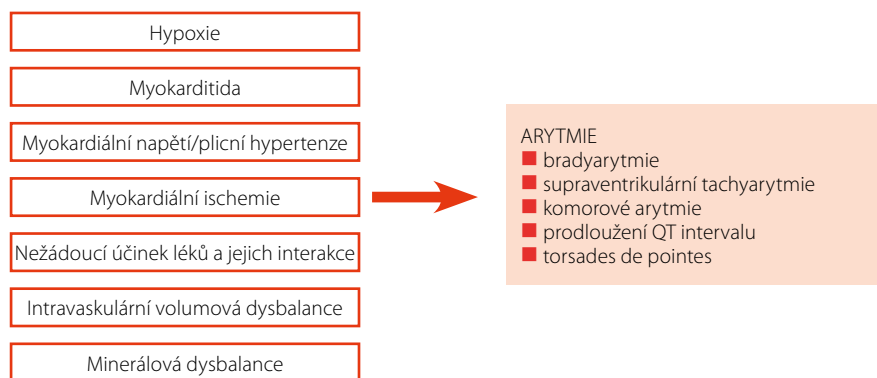 Hypoxie
Myokarditida
Myokardiální napětí/plicní hypertenze
Myokardiální ischemie
Nežádoucí účinek léků a jejich interakce
Intravaskulární volumová dysbalance
Minerálová dysbalance
ARYTMIE
bradyarytmie
supraventrikulární tachyarytmie
komorové arytmie
prodloužení QT intervalu
torsades de pointes